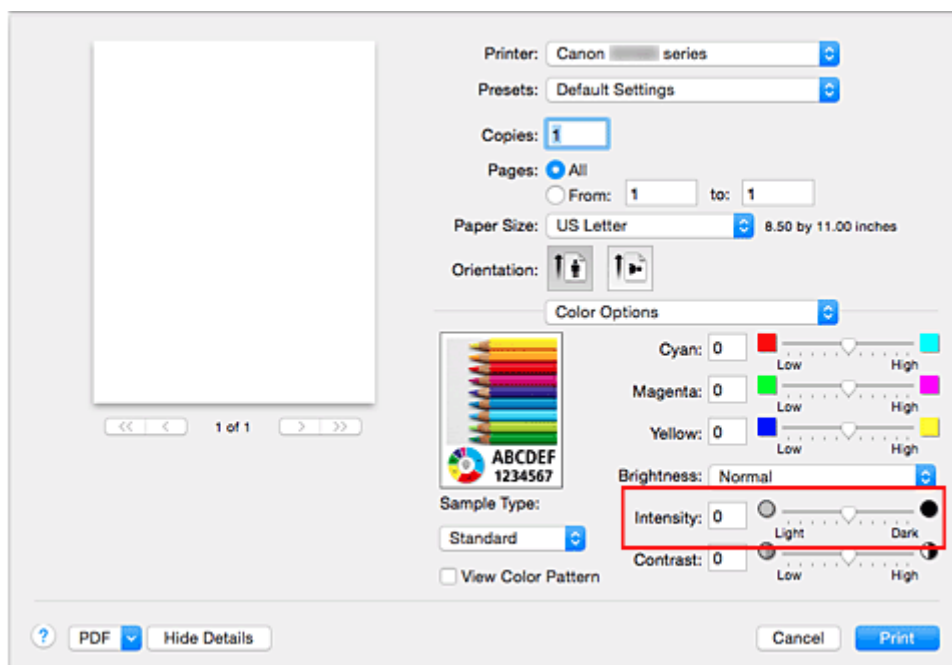 Printer: Canon series
Presets: Default Settings
Copies: 1
Pages: All
From: 1 to: 1
Paper Size: US Letter 8.50 by 11.00 inches
Orientation:
Color Options
Cyan: 0
Low High
Magenta: 0
Low High
Yellow: 0
Low High
Brightness: Normal
Intensity: 0
Light Dark
Contrast: 0
Low High
ABCDEF
1234567
Sample Type:
Standard
View Color Pattern
<< < 1 of 1 > >>
? PDF Hide Details Cancel Print